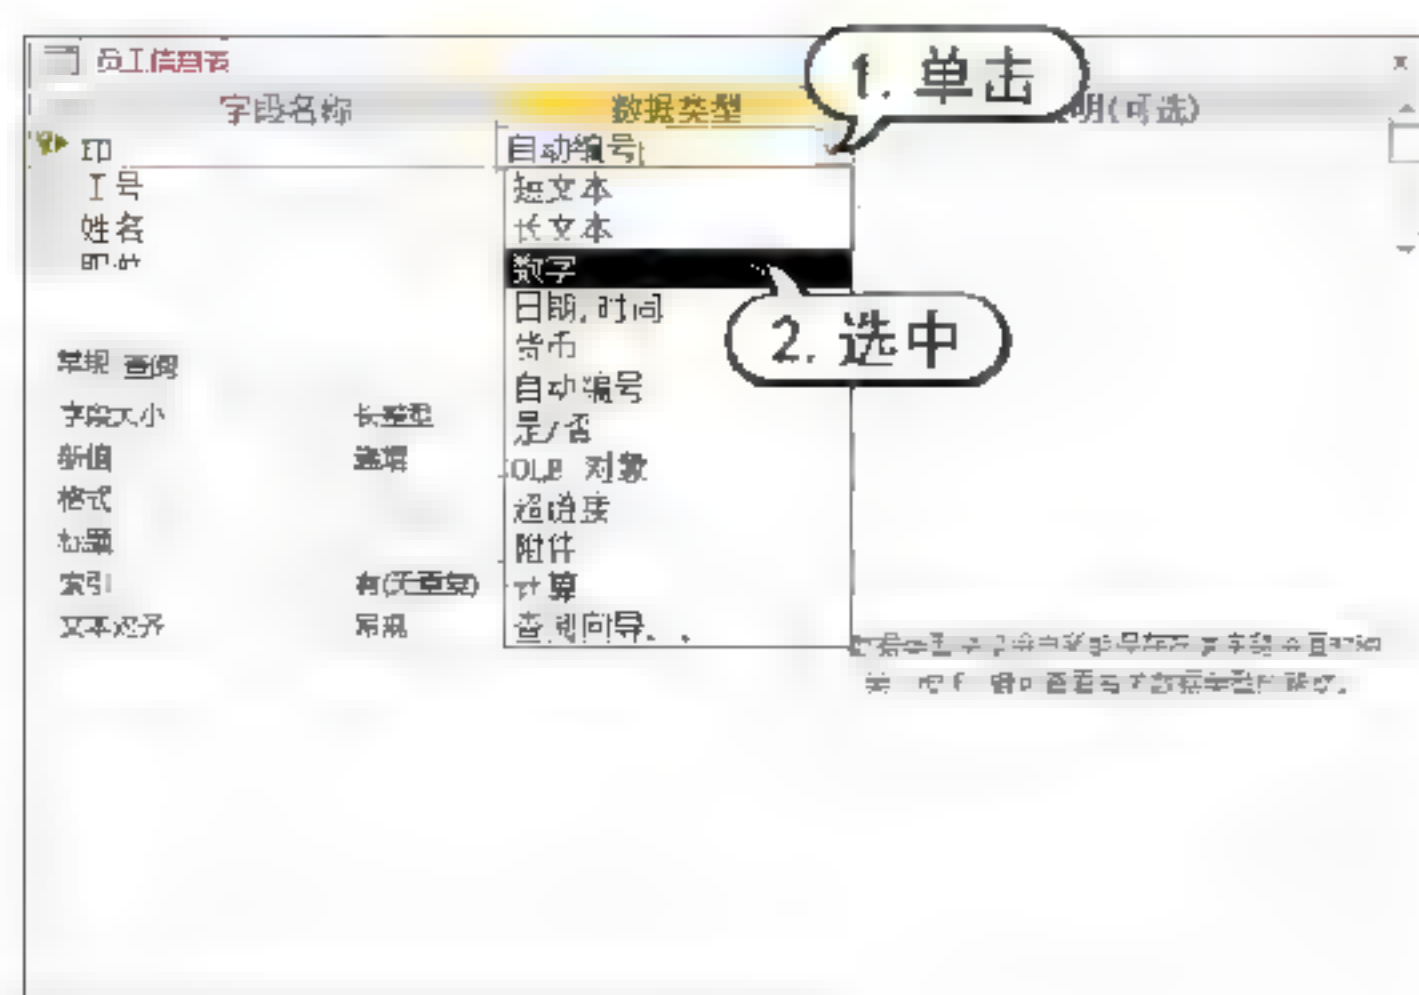 员工信息表
1. 单击
字段名称 数据类型 明(可选)
ID 自动编号
工号
姓名
短文本
长文本
数字
日期/时间
2. 选中
货币
自动编号
是/否
OLE 对象
超链接
附件
计算
查阅向导...
常规 查阅
字段大小 长整型
新值 递增
格式
标题
索引 有(无重复)
文本对齐 常规